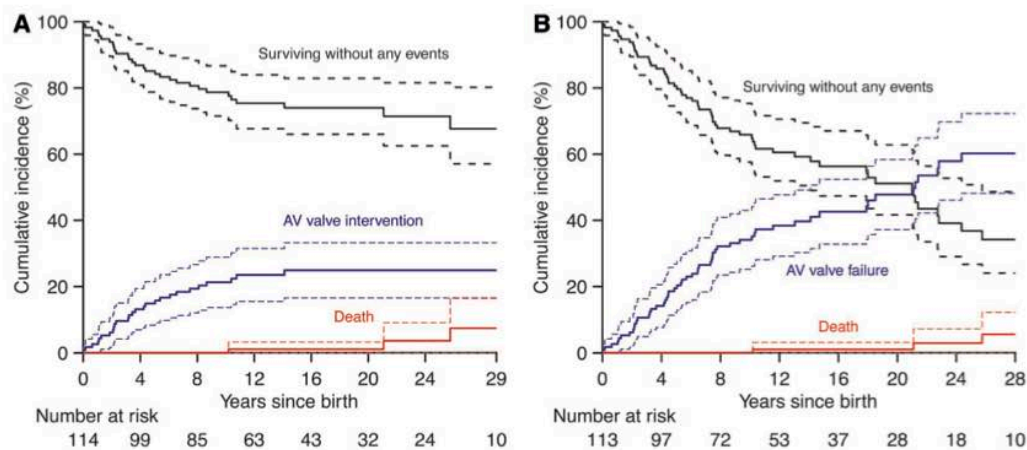 A
Cumulative incidence (%)
100
80
60
40
20
0
Surviving without any events
AV valve intervention
Death
0 4 8 12 16 20 24 29
Years since birth
Number at risk
114 99 85 63 43 32 24 10
B
Cumulative incidence (%)
100
80
60
40
20
0
Surviving without any events
AV valve failure
Death
0 4 8 12 16 20 24 28
Years since birth
Number at risk
113 97 72 53 37 28 18 10